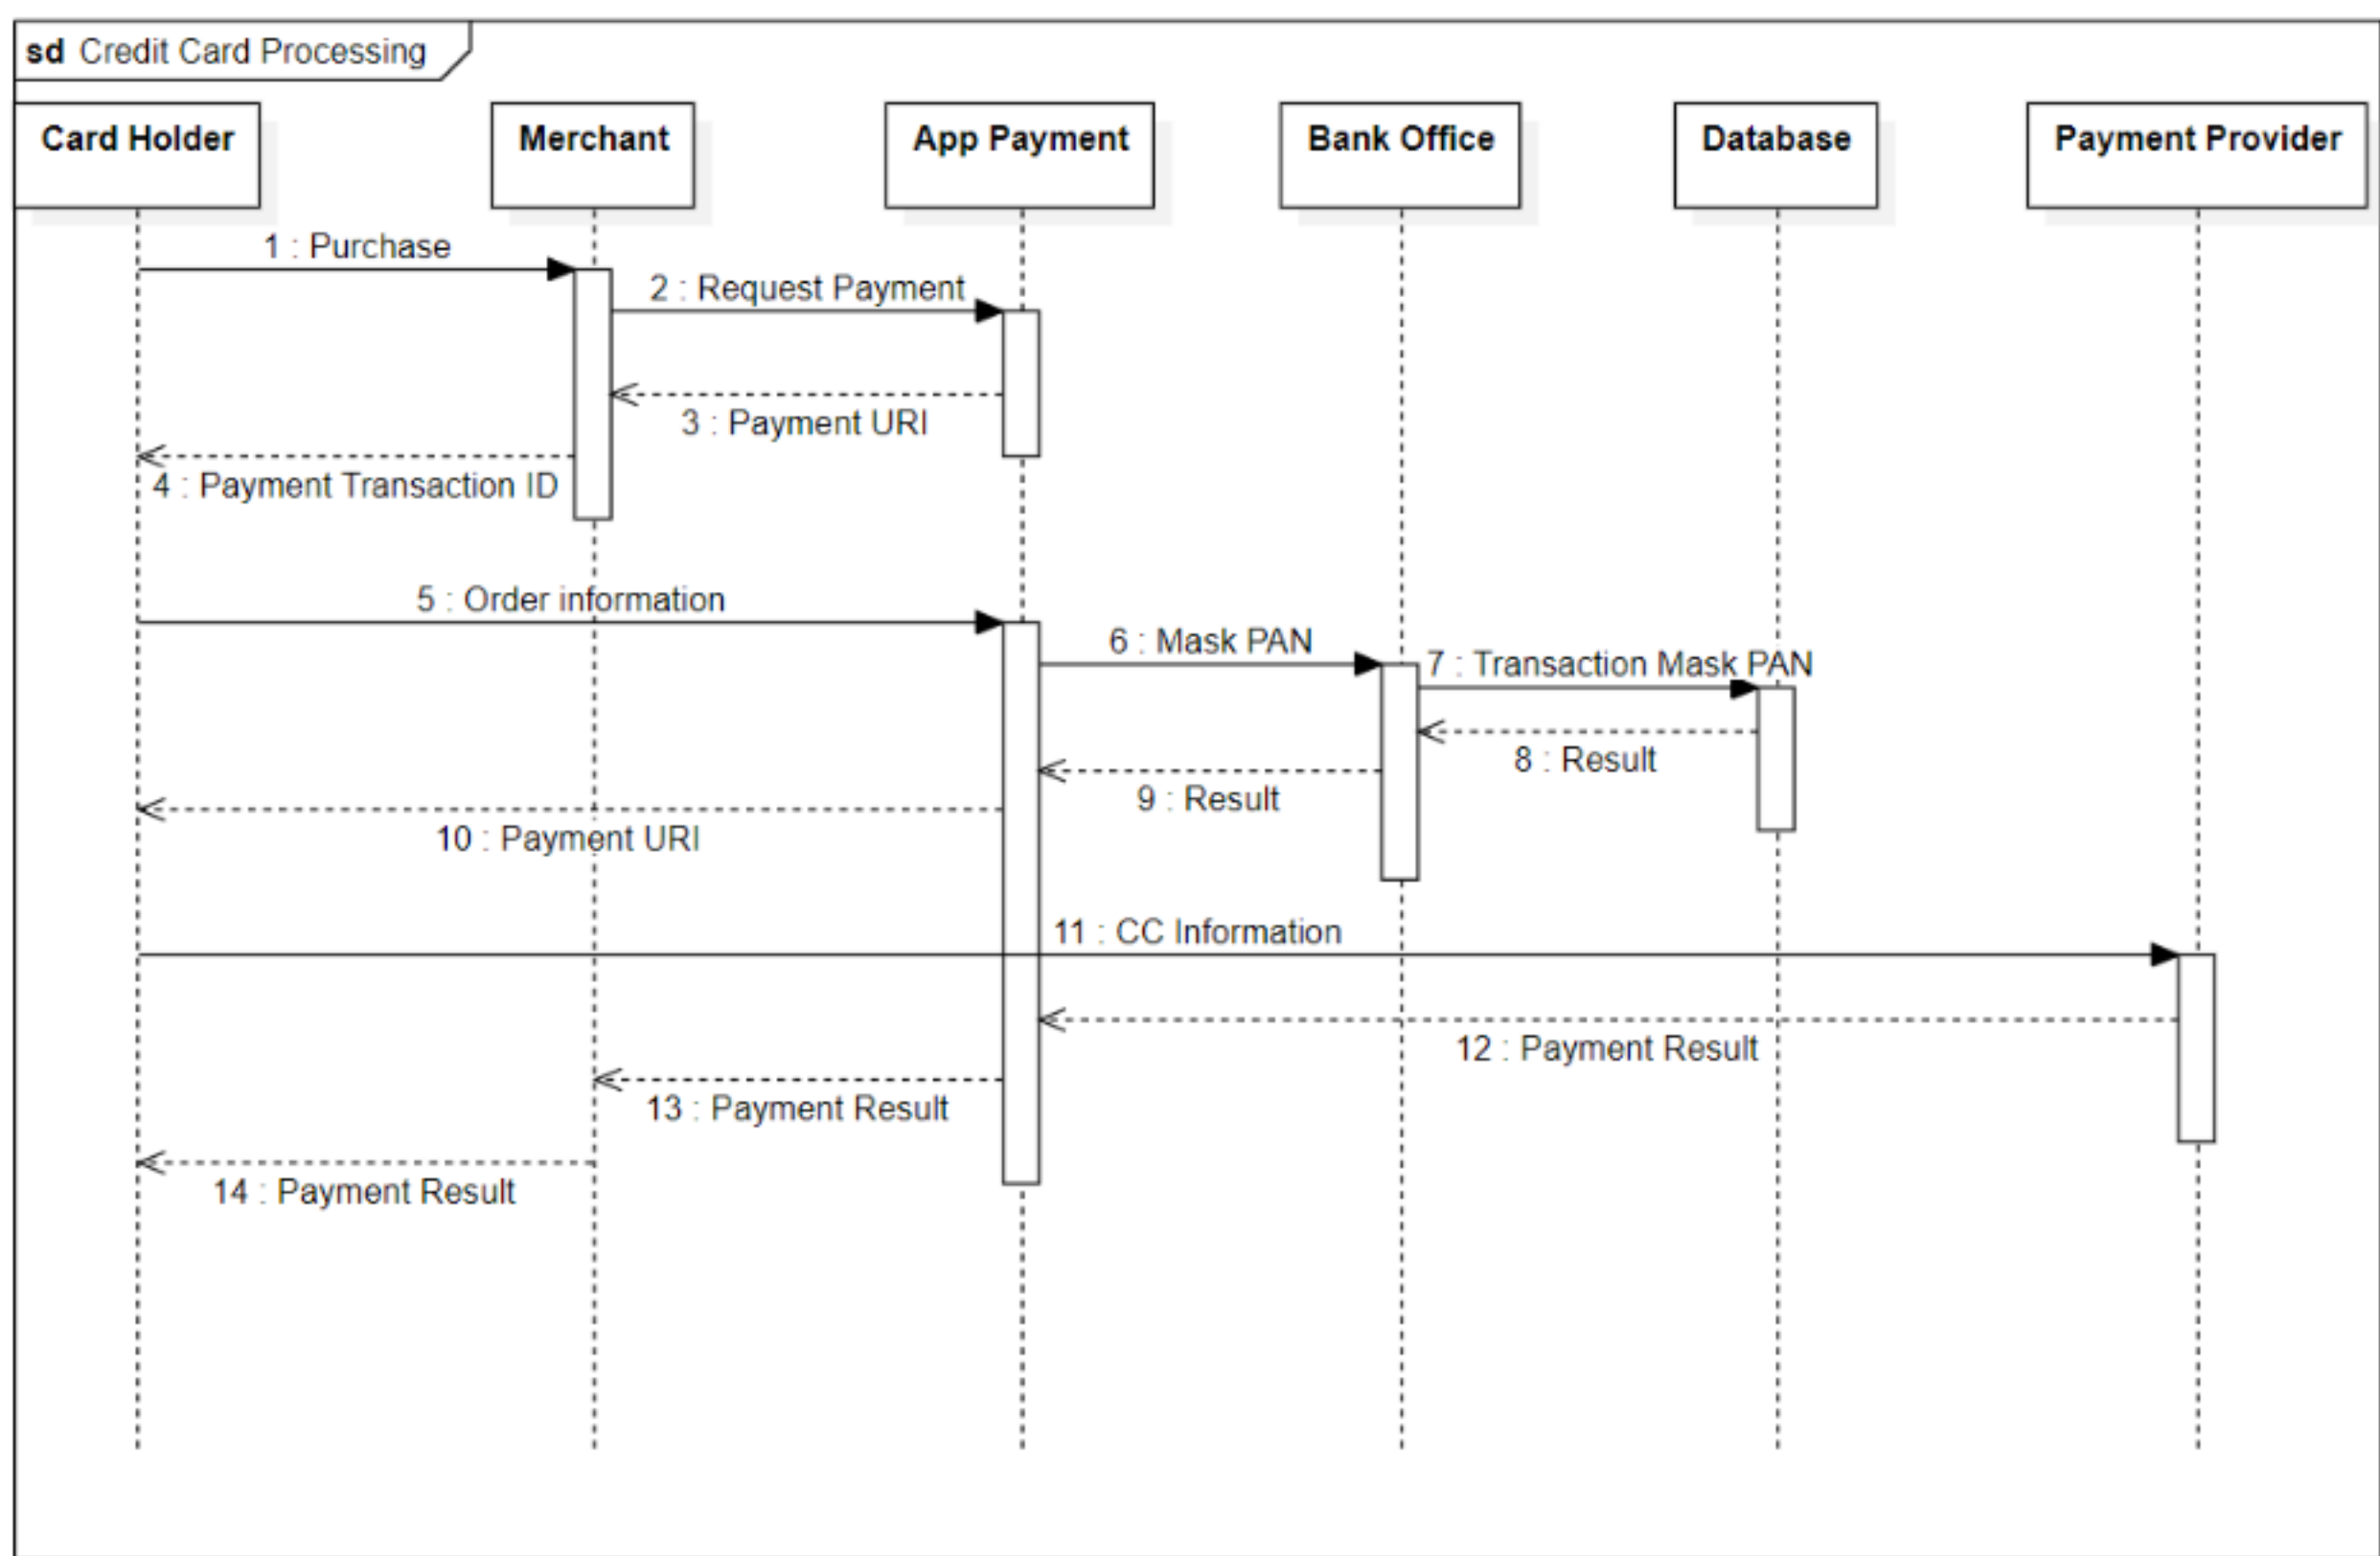 sd Credit Card Processing
Card Holder
Merchant
App Payment
Bank Office
Database
Payment Provider
1 : Purchase
2 : Request Payment
3 : Payment URI
4 : Payment Transaction ID
5 : Order information
6 : Mask PAN
7 : Transaction Mask PAN
8 : Result
9 : Result
10 : Payment URI
11 : CC Information
12 : Payment Result
13 : Payment Result
14 : Payment Result